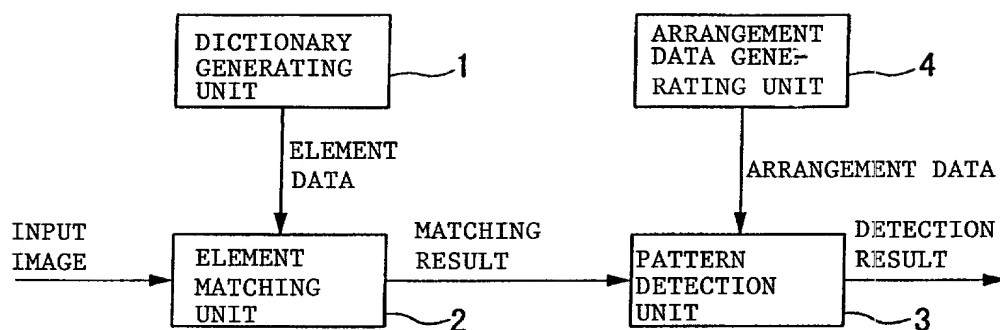 DICTIONARY
GENERATING
UNIT
1
ARRANGEMENT
DATA GENE-
RATING UNIT
4
ELEMENT
DATA
ARRANGEMENT DATA
INPUT
IMAGE
ELEMENT
MATCHING
UNIT
2
MATCHING
RESULT
PATTERN
DETECTION
UNIT
3
DETECTION
RESULT